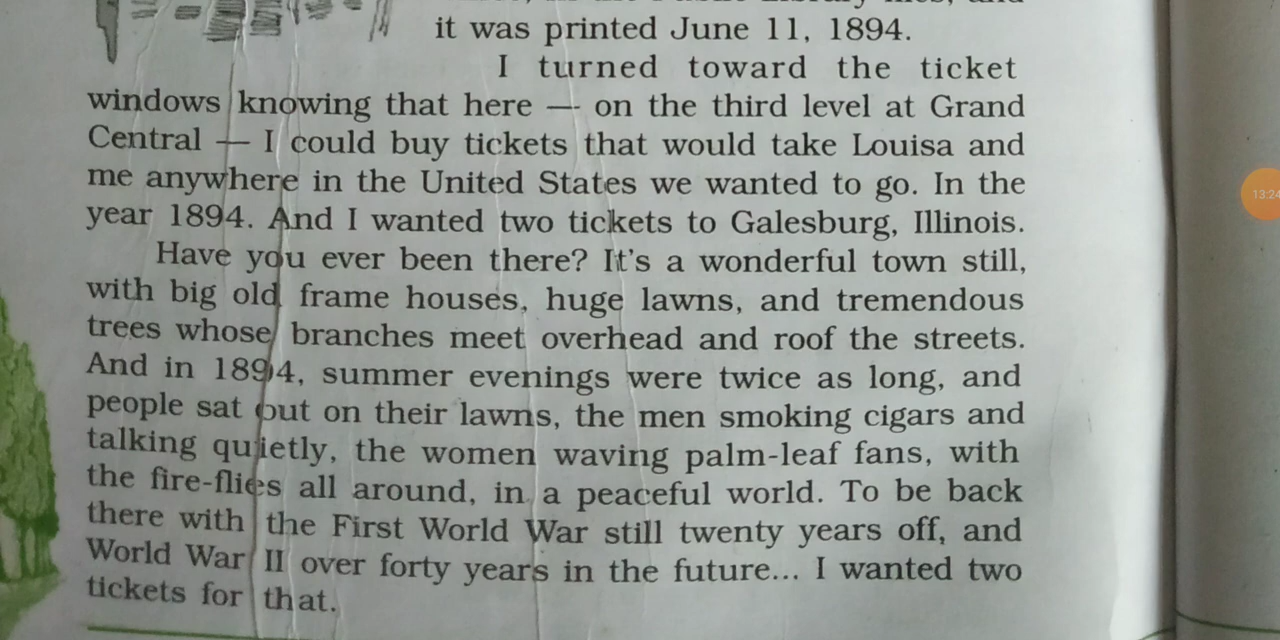 it was printed June 11, 1894.
I turned toward the ticket
windows knowing that here — on the third level at Grand
Central — I could buy tickets that would take Louisa and
me anywhere in the United States we wanted to go. In the
year 1894. And I wanted two tickets to Galesburg, Illinois.
Have you ever been there? It's a wonderful town still,
with big old frame houses, huge lawns, and tremendous
trees whose branches meet overhead and roof the streets.
And in 1894, summer evenings were twice as long, and
people sat out on their lawns, the men smoking cigars and
talking quietly, the women waving palm-leaf fans, with
the fire-flies all around, in a peaceful world. To be back
there with the First World War still twenty years off, and
World War II over forty years in the future... I wanted two
tickets for that.